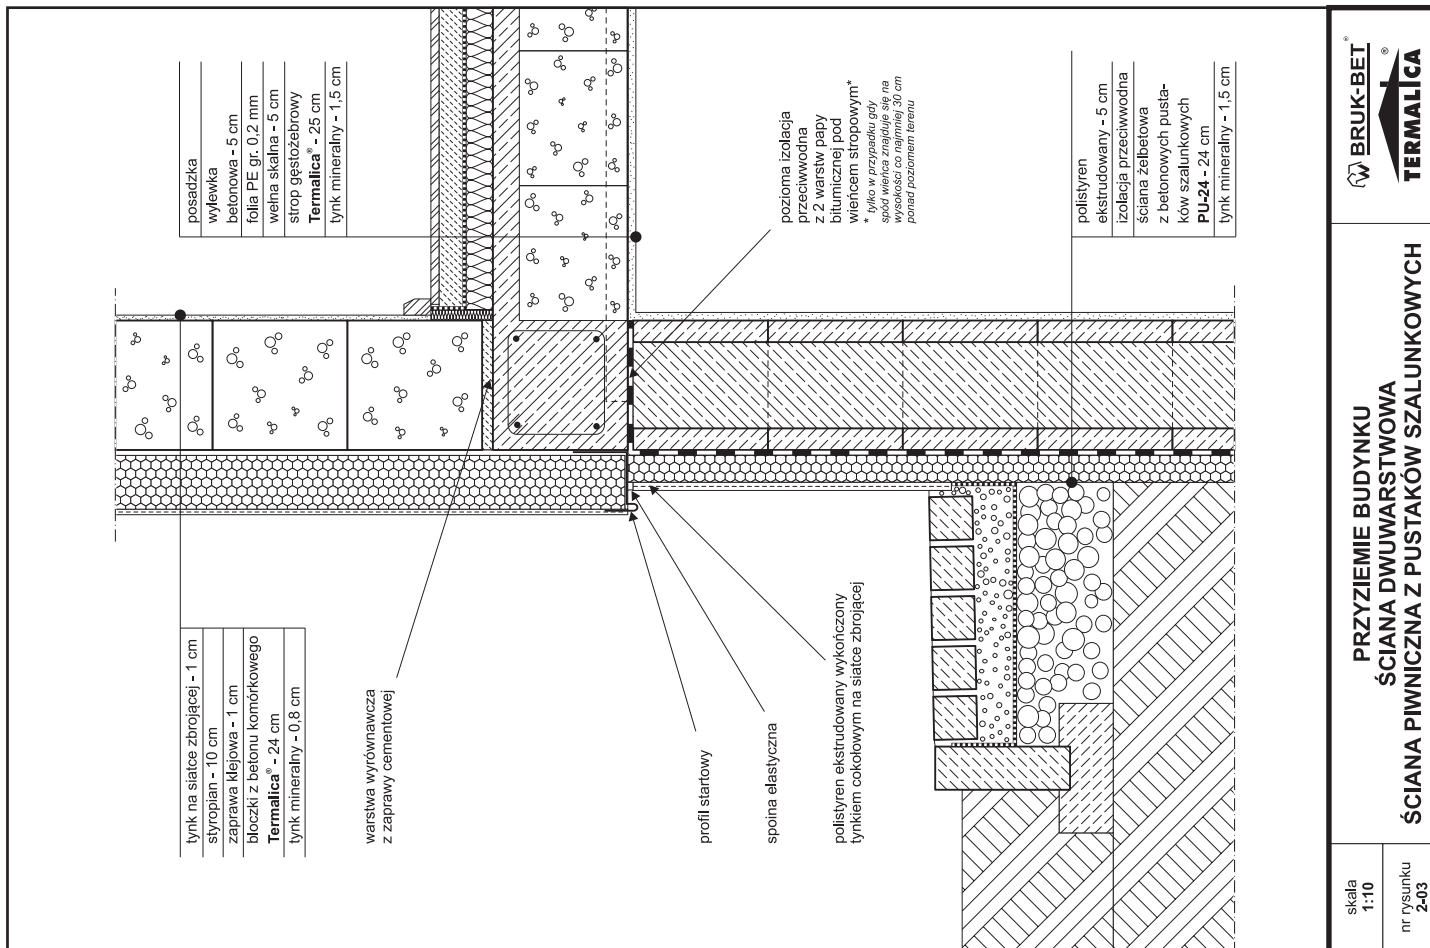 posadzka
wylewka
betonowa - 5 cm
folia PE gr. 0,2 mm
wełna skalna - 5 cm
strop gęstożebrowy
Termalica® - 25 cm
tynk mineralny - 1,5 cm
pozioma izolacja
przeciwwodna
z 2 warstw papy
bitumicznej pod
wieńcem stropowym*
* tylko w przypadku gdy
spód wieńca znajduje się na
wysokości co najmniej 30 cm
ponad poziomem terenu
polistyren
ekstrudowany - 5 cm
izolacja przeciwwodna
ściana żelbetowa
z betonowych pusta-
ków szalunkowych
PU-24 - 24 cm
tynk mineralny - 1,5 cm
tynk na siatce zbrojącej - 1 cm
styropian - 10 cm
zaprawa klejowa - 1 cm
bloczki z betonu komórkowego
Termalica® - 24 cm
tynk mineralny - 0,8 cm
warstwa wyrównawcza
z zaprawy cementowej
profil startowy
spoina elastyczna
polistyren ekstrudowany wykończony
tynkiem cokołowym na siatce zbrojącej
BRUK-BET®
TERMALICA®
PRZYZIEMIE BUDYNKU
ŚCIANA DWUWARSTWOWA
ŚCIANA PIWNICZNA Z PUSTAKÓW SZALUNKOWYCH
skala
1:10
nr rysunku
2-03